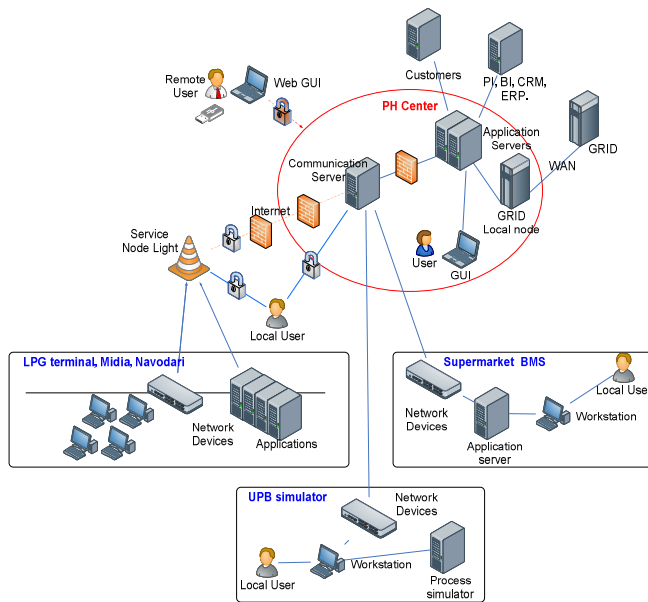 Customers
PI, BI, CRM,
ERP.
Remote
User
Web GUI
PH Center
Application
Servers
GRID
WAN
Communication
Server
GRID
Local node
Internet
Service
Node Light
User
GUI
Local User
LPG terminal, Midia, Navodari
Network
Devices
Applications
Supermarket BMS
Local User
Network
Devices
Workstation
Application
server
UPB simulator
Network
Devices
Local User
Workstation
Process
simulator